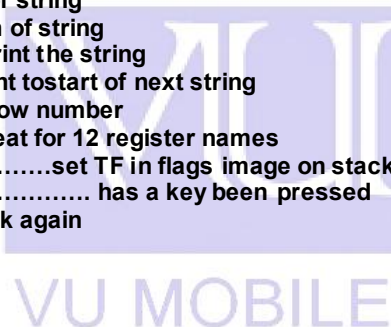 r string
of string
rint the string
nt tostart of next string
ow number
eat for 12 register names
........set TF in flags image on stack
............. has a key been pressed
k again
VU MOBILE